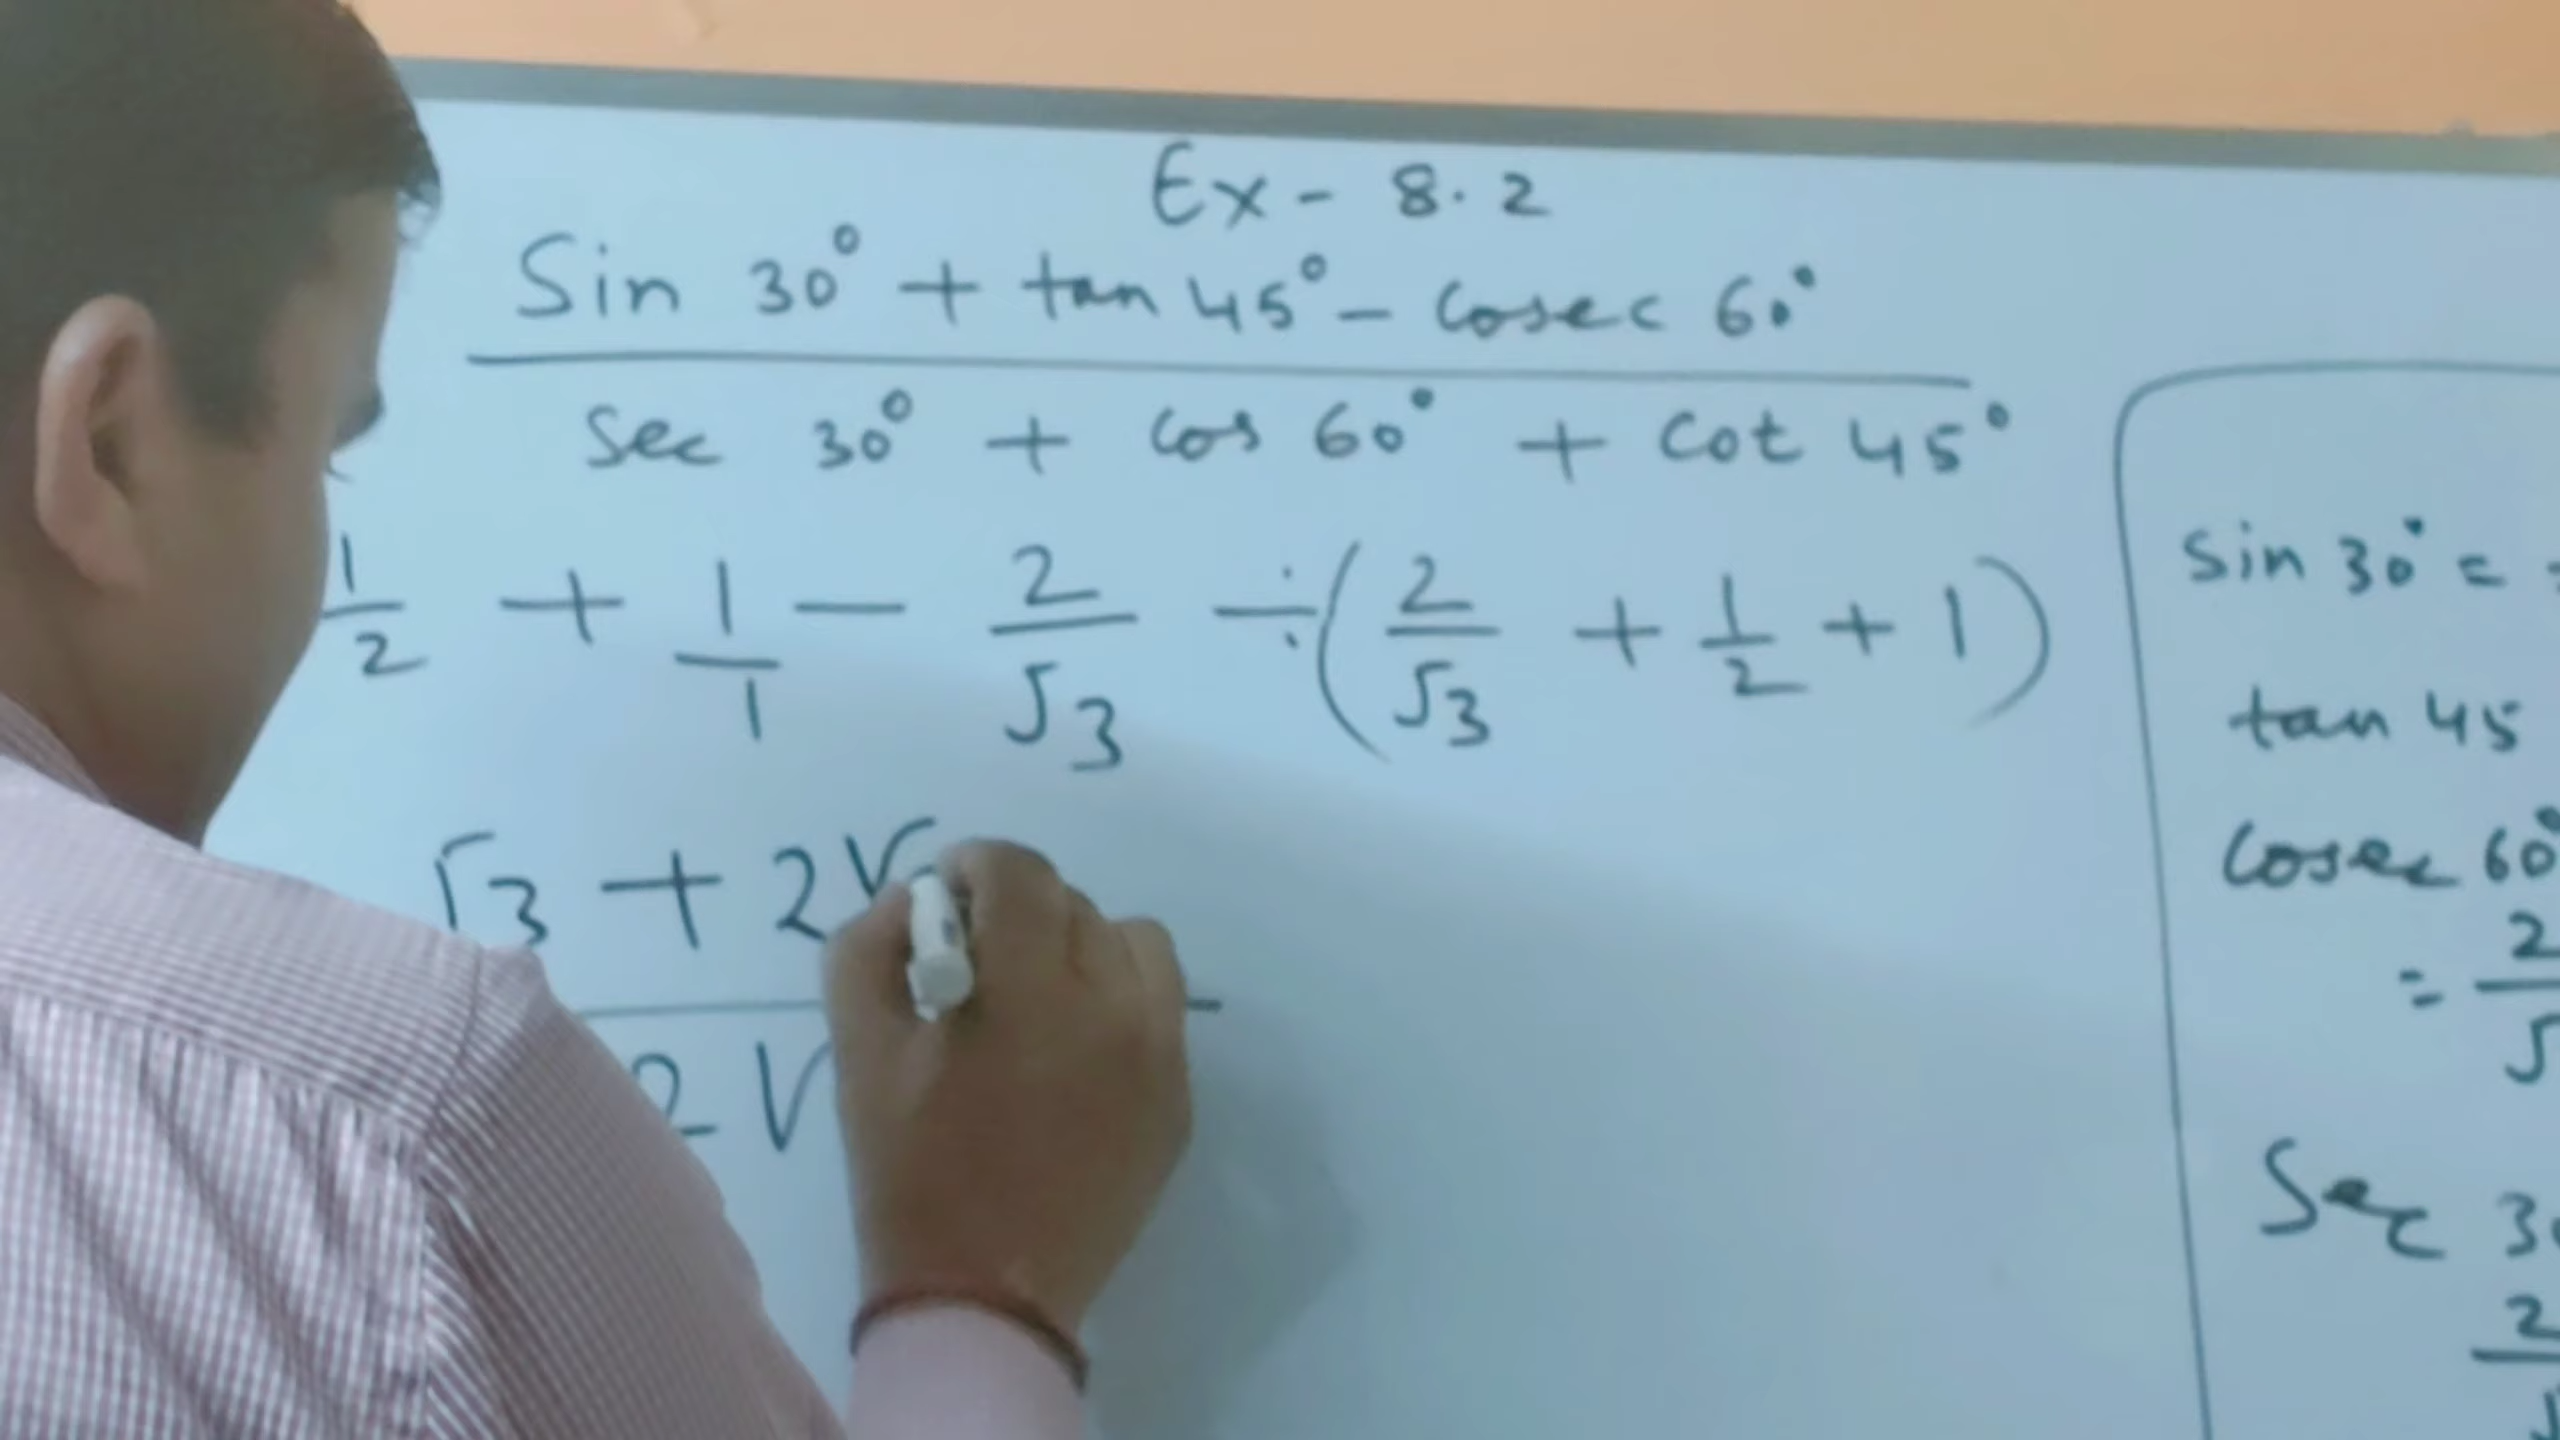 Ex - 8.2
Sin 30° + tan 45° - Cosec 60°
Sec 30° + Cos 60° + Cot 45°
1/2 + 1/1 - 2/√3 ÷ (2/√3 + 1/2 + 1)
√3 + 2√
2√
Sin 30° =
tan 45
Cosec 60°
= 2/√
Sec 30
2